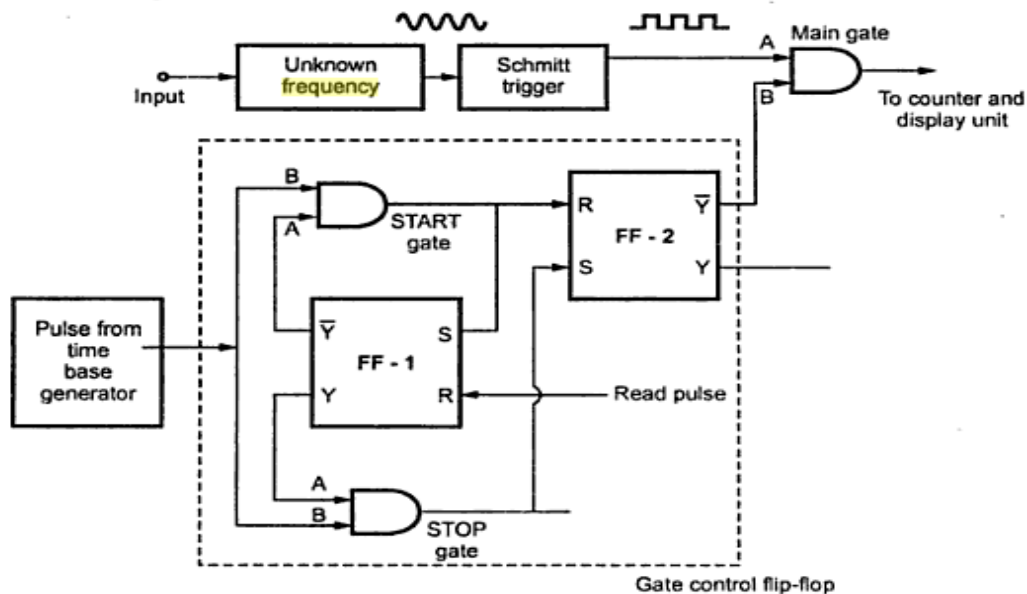 Main gate
A
Unknown
frequency
Schmitt
trigger
Input
B
To counter and
display unit
B
A
START
gate
R
Y̅
FF - 2
S
Y
Pulse from
time
base
generator
Y̅
S
FF - 1
Y
R
Read pulse
A
B
STOP
gate
Gate control flip-flop